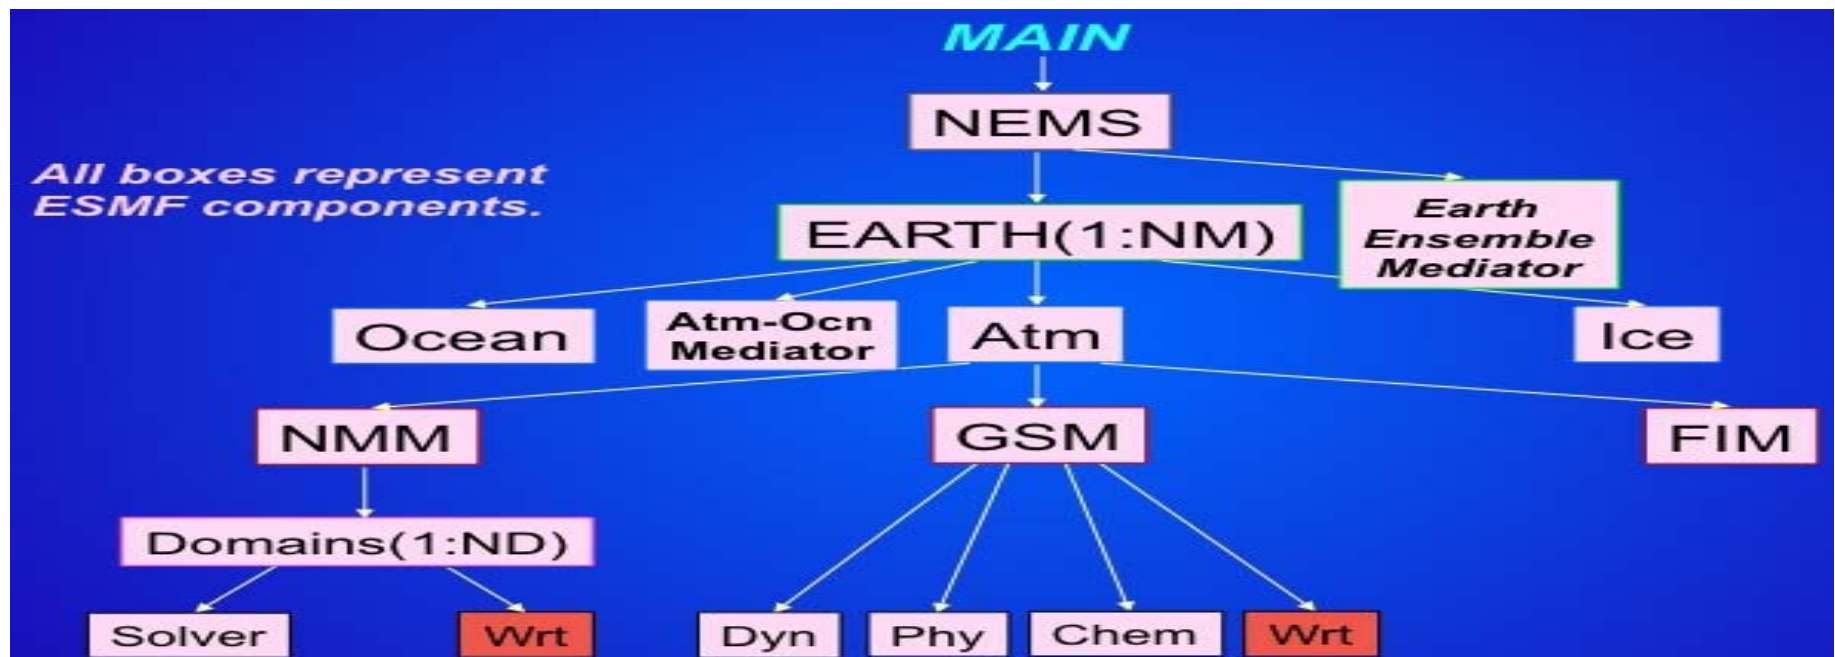 MAIN
NEMS
All boxes represent
ESMF components.
EARTH(1:NM)
Earth
Ensemble
Mediator
Ocean
Atm-Ocn
Mediator
Atm
Ice
NMM
GSM
FIM
Domains(1:ND)
Solver
Wrt
Dyn
Phy
Chem
Wrt